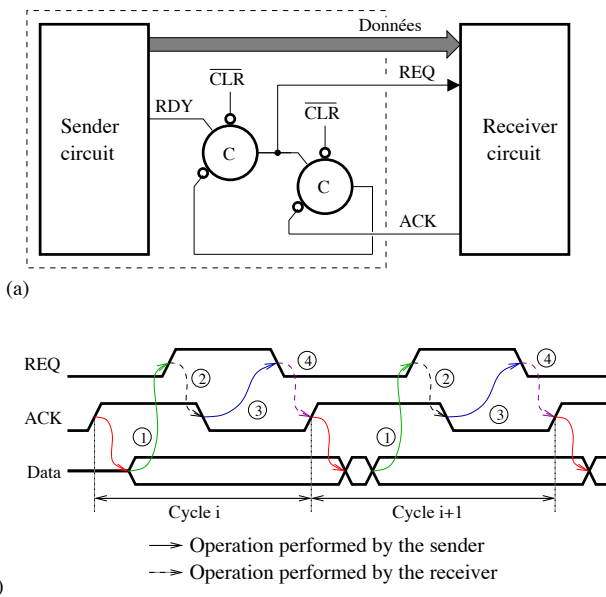 Données
CLR
REQ
RDY
CLR
Sender
circuit
C
C
Receiver
circuit
ACK
(a)
REQ
2
4
2
4
ACK
1
3
1
3
Data
Cycle i
Cycle i+1
Operation performed by the sender
Operation performed by the receiver
)